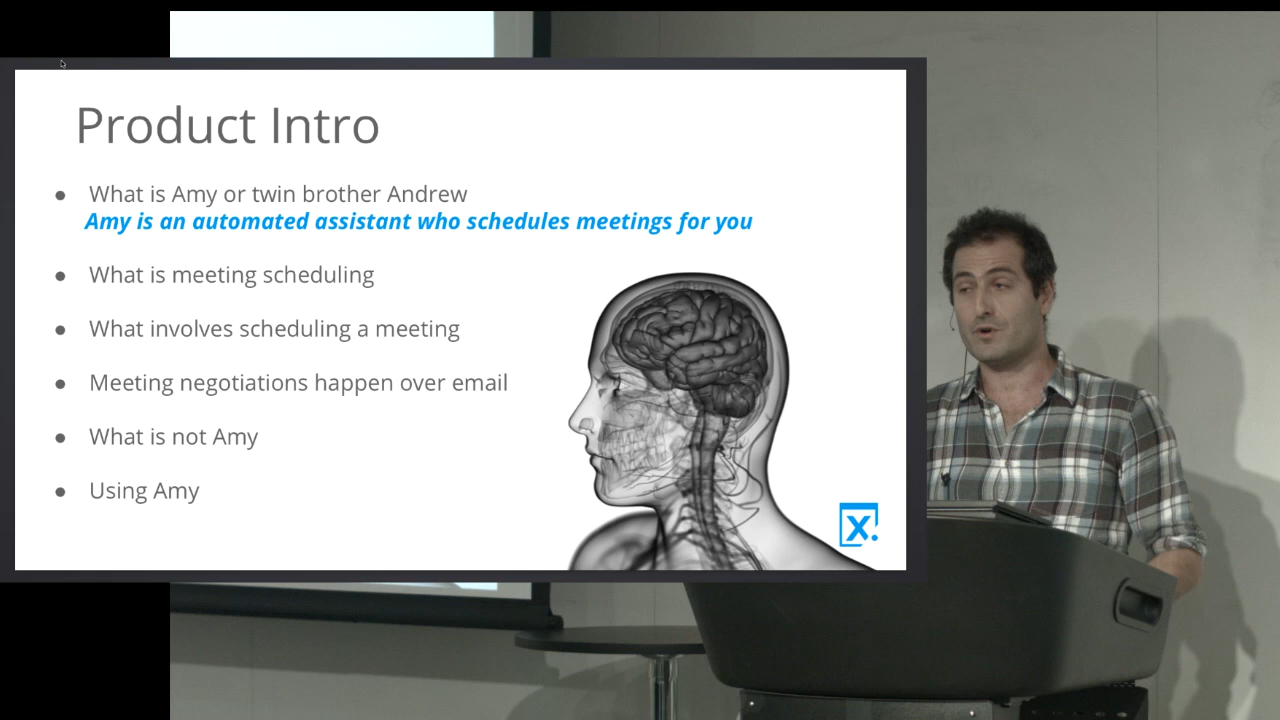 Product Intro
● What is Amy or twin brother Andrew
Amy is an automated assistant who schedules meetings for you
● What is meeting scheduling
● What involves scheduling a meeting
● Meeting negotiations happen over email
● What is not Amy
● Using Amy
x.